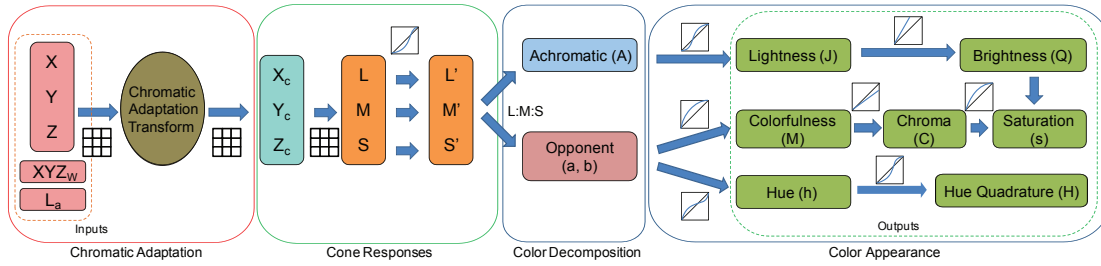 X
Y
Z
XYZ_W
L_a
Inputs
Chromatic
Adaptation
Transform
Chromatic Adaptation
X_c
Y_c
Z_c
L
M
S
L'
M'
S'
Cone Responses
Achromatic (A)
L:M:S
Opponent
(a, b)
Color Decomposition
Lightness (J)
Brightness (Q)
Colorfulness
(M)
Chroma
(C)
Saturation
(s)
Hue (h)
Hue Quadrature (H)
Outputs
Color Appearance